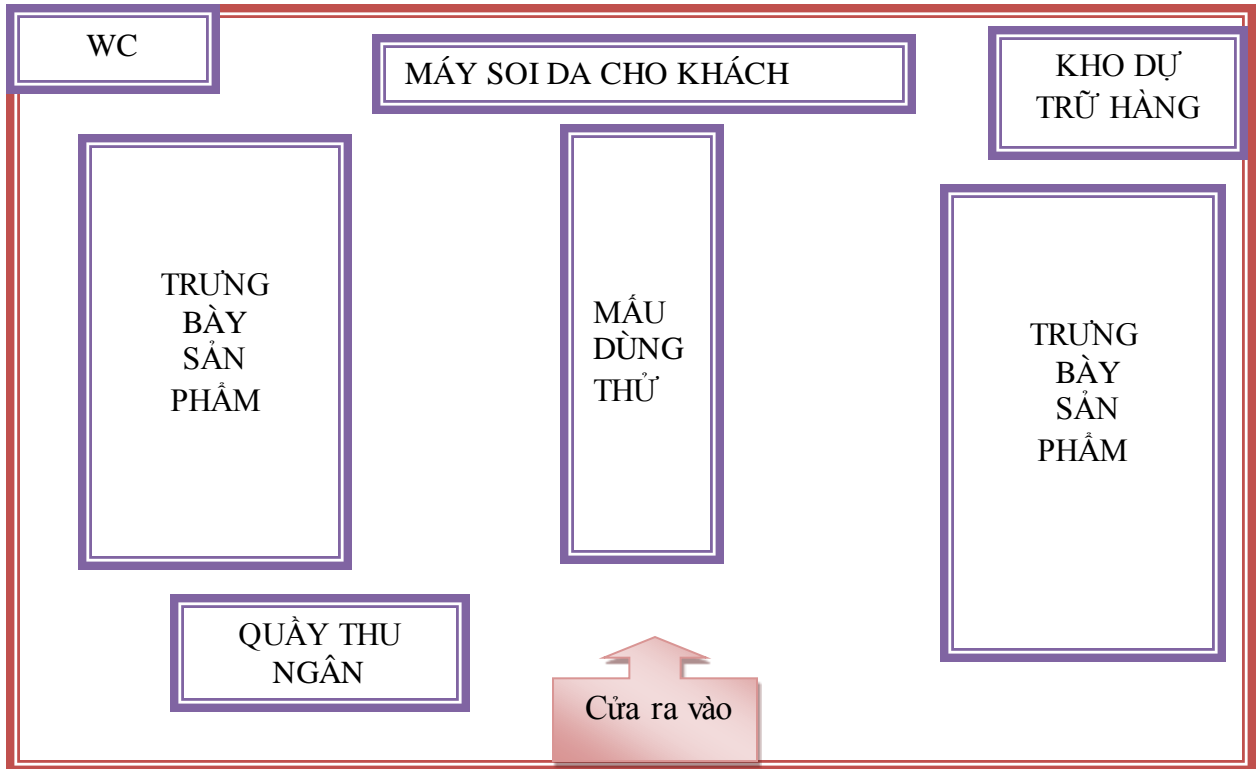 WC
MÁY SOI DA CHO KHÁCH
KHO DỰ
TRỮ HÀNG
TRƯNG
BÀY
SẢN
PHẨM
MẤU
DÙNG
THỬ
TRƯNG
BÀY
SẢN
PHẨM
QUẦY THU
NGÂN
Cửa ra vào